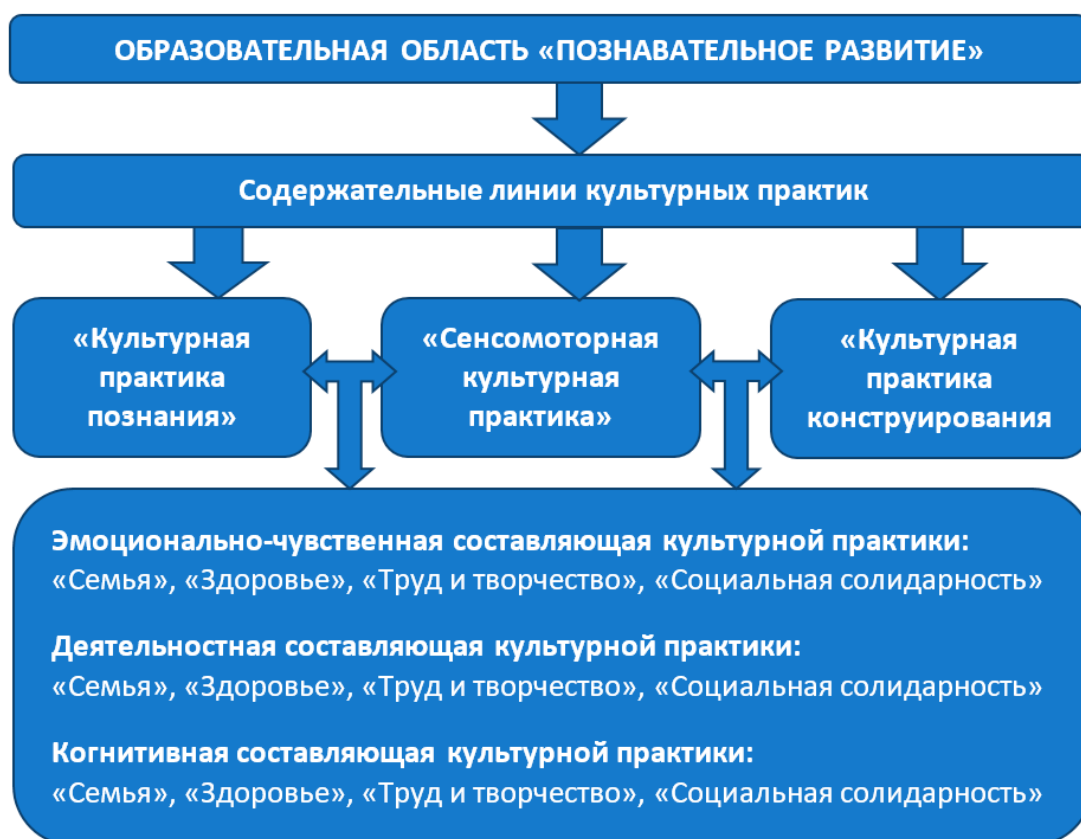 ОБРАЗОВАТЕЛЬНАЯ ОБЛАСТЬ «ПОЗНАВАТЕЛЬНОЕ РАЗВИТИЕ»
Содержательные линии культурных практик
«Культурная
практика
познания»
«Сенсомоторная
культурная
практика»
«Культурная
практика
конструирования
Эмоционально-чувственная составляющая культурной практики:
«Семья», «Здоровье», «Труд и творчество», «Социальная солидарность»
Деятельностная составляющая культурной практики:
«Семья», «Здоровье», «Труд и творчество», «Социальная солидарность»
Когнитивная составляющая культурной практики:
«Семья», «Здоровье», «Труд и творчество», «Социальная солидарность»